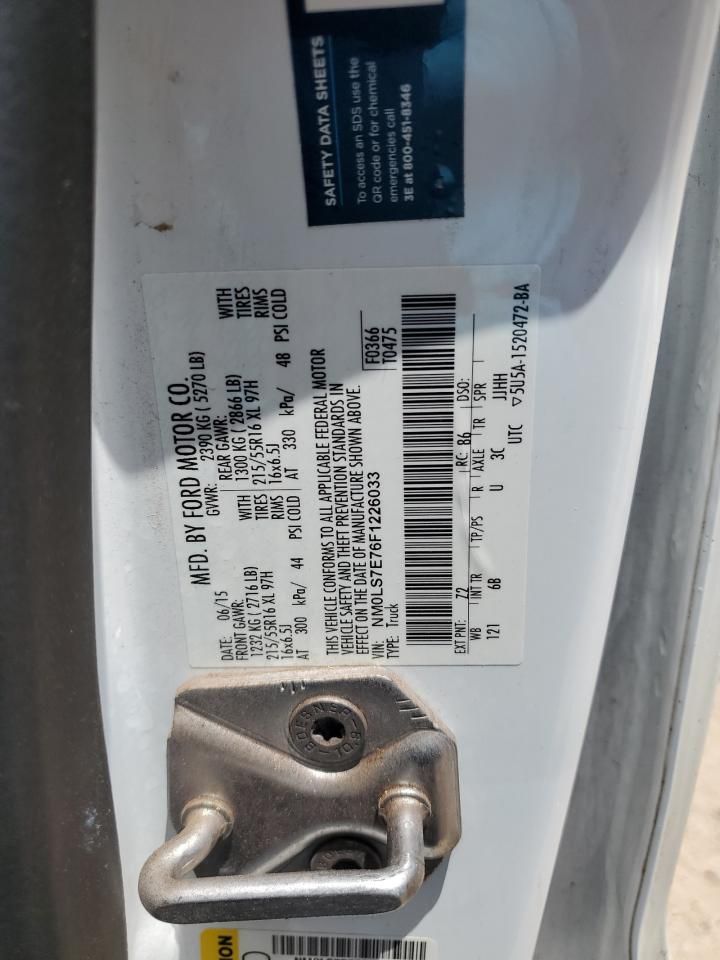 SAFETY DATA SHEETS
To access an SDS use the
QR code or for chemical
emergencies call
3E at 800-451-8346
MFD. BY FORD MOTOR CO.
DATE: 06/15 GVWR: 2390 KG ( 5270 LB)
FRONT GAWR: REAR GAWR:
1232 KG ( 2716 LB) WITH 1300 KG ( 2866 LB) WITH
215/55R16 XL 97H TIRES 215/55R16 XL 97H TIRES
16x6.5J RIMS 16x6.5J RIMS
AT 300 kPa/ 44 PSI COLD AT 330 kPa/ 48 PSI COLD
THIS VEHICLE CONFORMS TO ALL APPLICABLE FEDERAL MOTOR
VEHICLE SAFETY AND THEFT PREVENTION STANDARDS IN
EFFECT ON THE DATE OF MANUFACTURE SHOWN ABOVE.
VIN: NM0LS7E76F1226033 F0366
TYPE: Truck T0475
EXT PNT: Z2 RC: B6 DSO:
WB INT TR TP/PS R AXLE TR SPR
121 6B U 3C JJHH
UTC ▽5U5A-1520472-BA